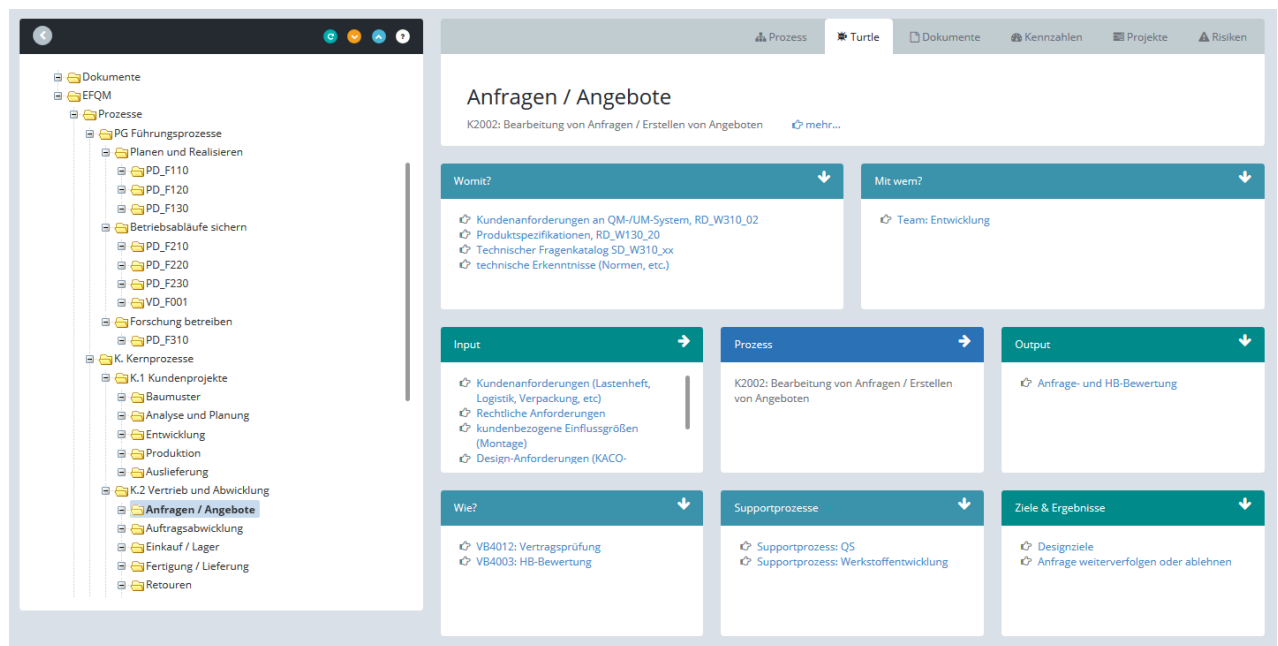 Dokumente
EFQM
Prozesse
PG Führungsprozesse
Planen und Realisieren
PD_F110
PD_F120
PD_F130
Betriebsabläufe sichern
PD_F210
PD_F220
PD_F230
VD_F001
Forschung betreiben
PD_F310
K. Kernprozesse
K.1 Kundenprojekte
Baumuster
Analyse und Planung
Entwicklung
Produktion
Auslieferung
K.2 Vertrieb und Abwicklung
Anfragen / Angebote
Auftragsabwicklung
Einkauf / Lager
Fertigung / Lieferung
Retouren
Prozess Turtle Dokumente Kennzahlen Projekte Risiken
Anfragen / Angebote
K2002: Bearbeitung von Anfragen / Erstellen von Angeboten mehr...
Womit?
Kundenanforderungen an QM-/UM-System, RD_W310_02
Produktspezifikationen, RD_W130_20
Technischer Fragenkatalog SD_W310_xx
technische Erkenntnisse (Normen, etc.)
Mit wem?
Team: Entwicklung
Input
Kundenanforderungen (Lastenheft,
Logistik, Verpackung, etc)
Rechtliche Anforderungen
kundenbezogene Einflussgrößen
(Montage)
Design-Anforderungen (KACO-
Prozess
K2002: Bearbeitung von Anfragen / Erstellen
von Angeboten
Output
Anfrage- und HB-Bewertung
Wie?
VB4012: Vertragsprüfung
VB4003: HB-Bewertung
Supportprozesse
Supportprozess: QS
Supportprozess: Werkstoffentwicklung
Ziele & Ergebnisse
Designziele
Anfrage weiterverfolgen oder ablehnen